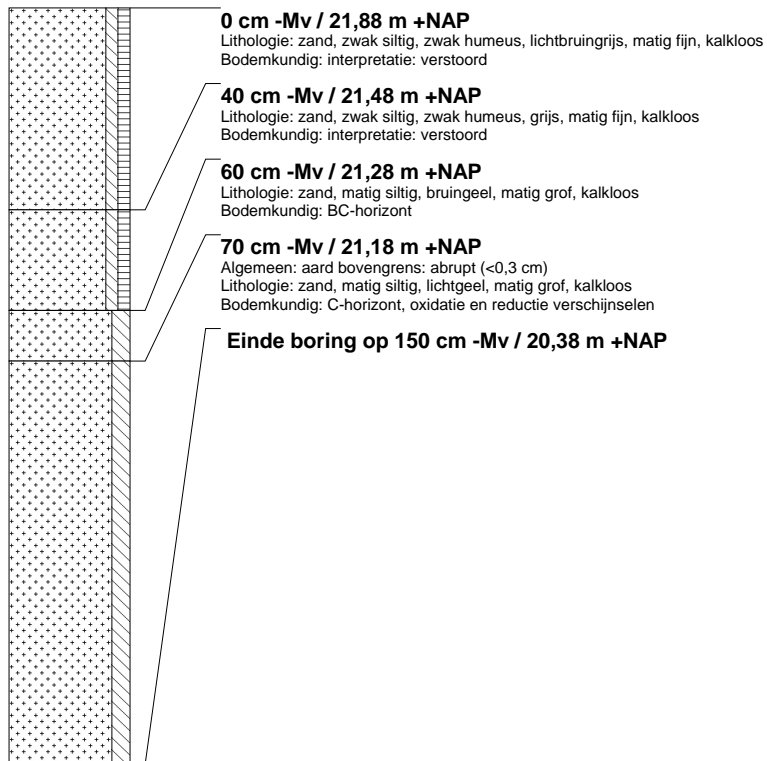 0 cm -Mv / 21,88 m +NAP
Lithologie: zand, zwak siltig, zwak humeus, lichtbruingrijs, matig fijn, kalkloos
Bodemkundig: interpretatie: verstoord
40 cm -Mv / 21,48 m +NAP
Lithologie: zand, zwak siltig, zwak humeus, grijs, matig fijn, kalkloos
Bodemkundig: interpretatie: verstoord
60 cm -Mv / 21,28 m +NAP
Lithologie: zand, matig siltig, bruingeel, matig grof, kalkloos
Bodemkundig: BC-horizont
70 cm -Mv / 21,18 m +NAP
Algemeen: aard bovengrens: abrupt (<0,3 cm)
Lithologie: zand, matig siltig, lichtgeel, matig grof, kalkloos
Bodemkundig: C-horizont, oxidatie en reductie verschijnselen
Einde boring op 150 cm -Mv / 20,38 m +NAP